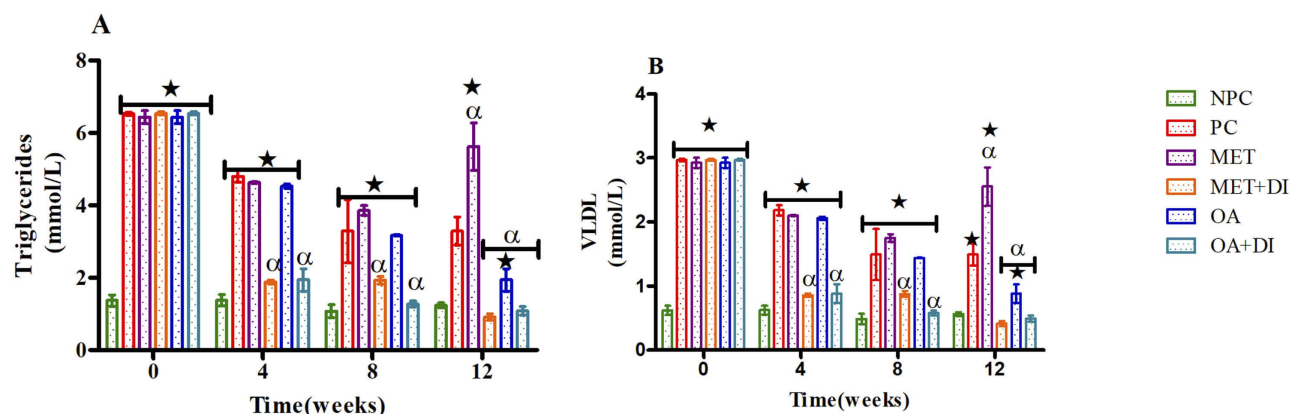 A
Triglycerides
(mmol/L)
8
6
4
2
0
★
★
α
α
★
α
α
★
α
α
★
0
4
8
12
Time(weeks)
B
VLDL
(mmol/L)
4
3
2
1
0
★
★
α
α
★
α
α
★
α
★
α
★
0
4
8
12
Time(weeks)
NPC
PC
MET
MET+DI
OA
OA+DI